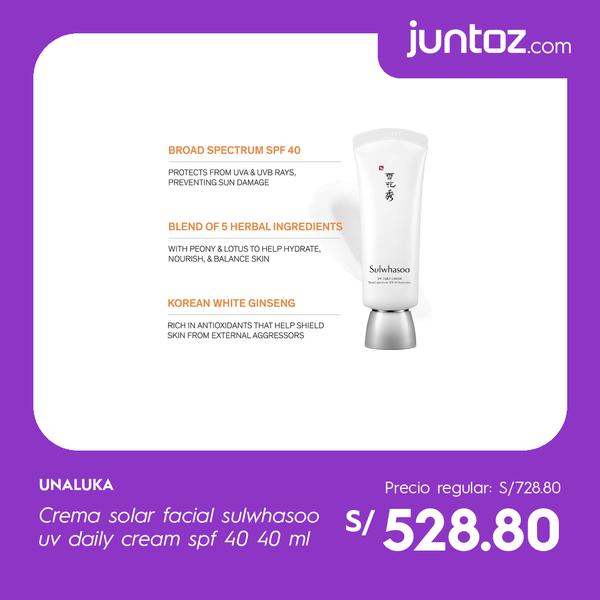 juntoz.com
BROAD SPECTRUM SPF 40
PROTECTS FROM UVA & UVB RAYS,
PREVENTING SUN DAMAGE
BLEND OF 5 HERBAL INGREDIENTS
WITH PEONY & LOTUS TO HELP HYDRATE,
NOURISH, & BALANCE SKIN
KOREAN WHITE GINSENG
RICH IN ANTIOXIDANTS THAT HELP SHIELD
SKIN FROM EXTERNAL AGGRESSORS
雪
花
秀
Sulwhasoo
UV DAILY CREAM
UNALUKA
Crema solar facial sulwhasoo
uv daily cream spf 40 40 ml
Precio regular: S/728.80
S/ 528.80